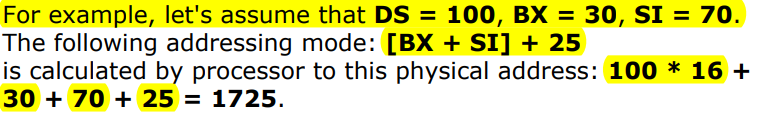 For example, let's assume that DS = 100, BX = 30, SI = 70.
The following addressing mode: [BX + SI] + 25
is calculated by processor to this physical address: 100 * 16 +
30 + 70 + 25 = 1725.